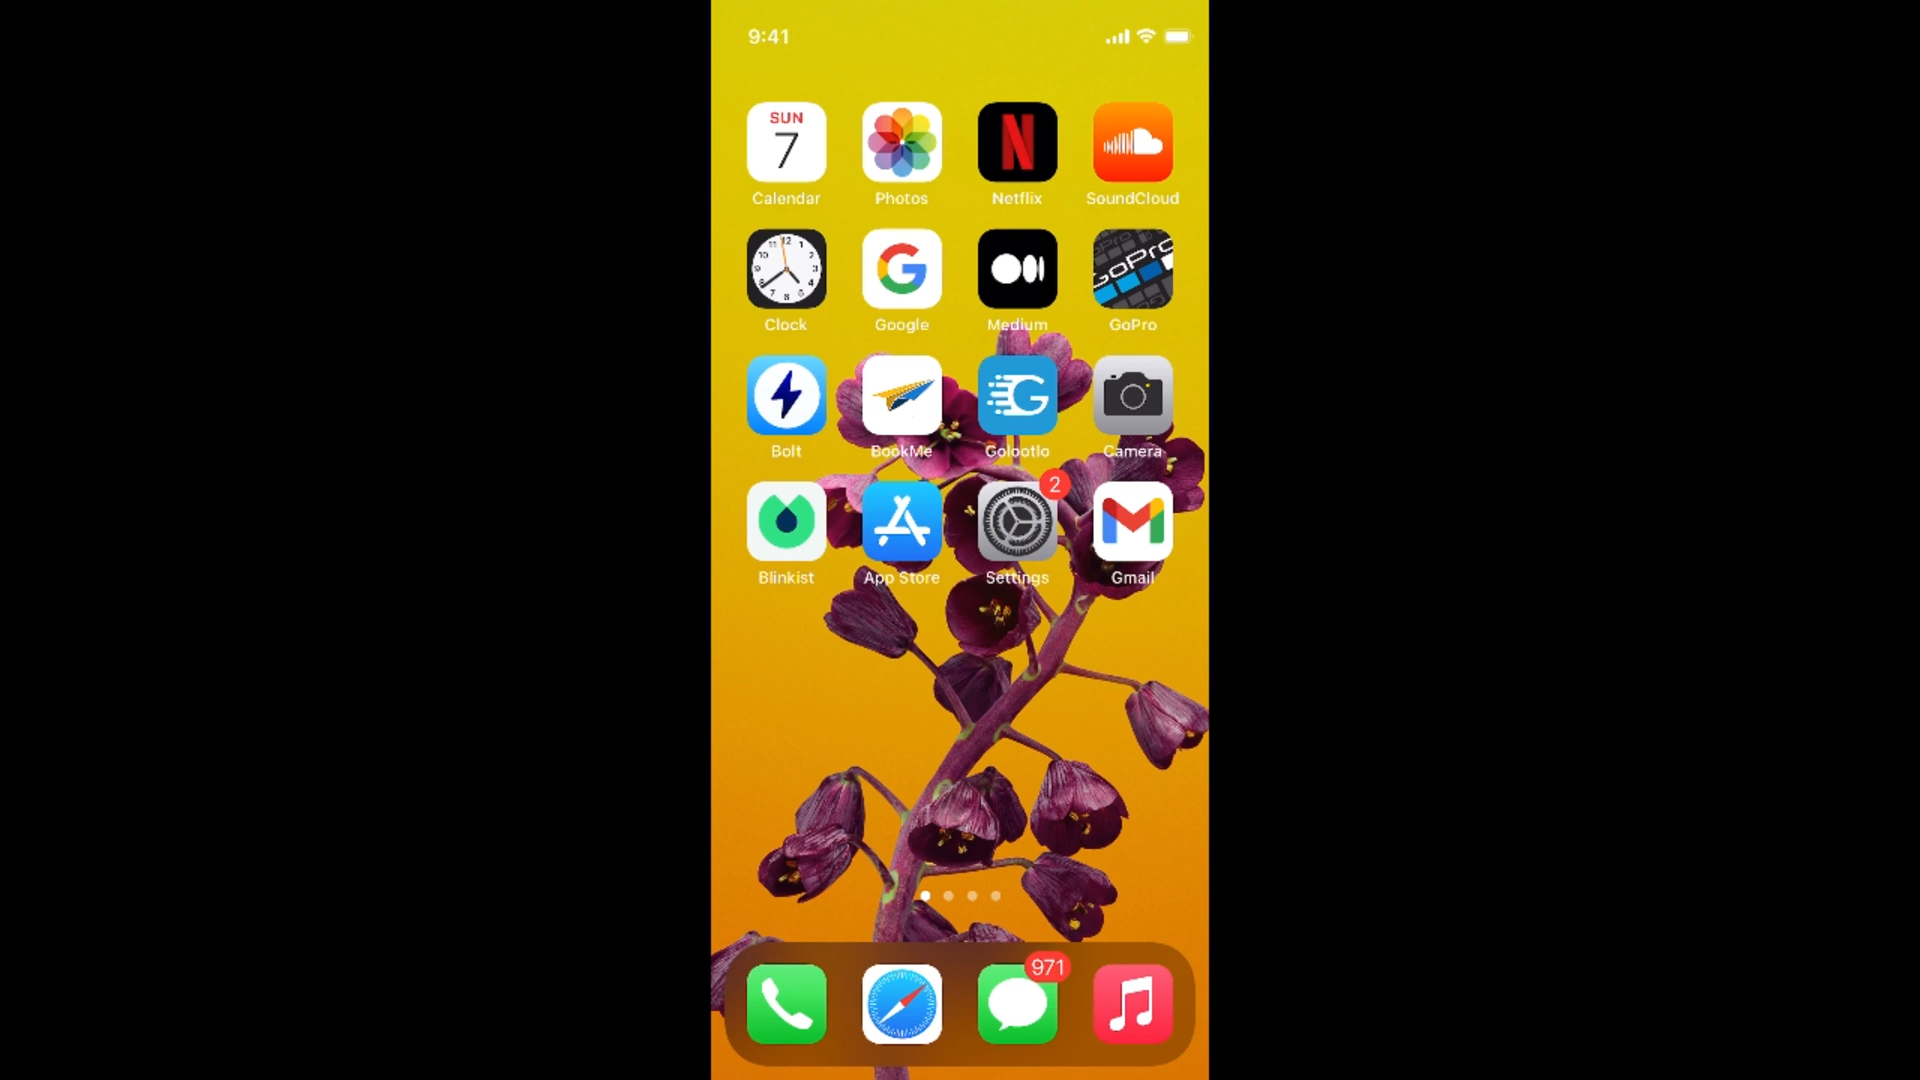 9:41
SUN
7
Calendar Photos Netflix SoundCloud
GoPro
Clock Google Medium GoPro
Bolt BookMe Golootlo Camera
2
Blinkist App Store Settings Gmail
971